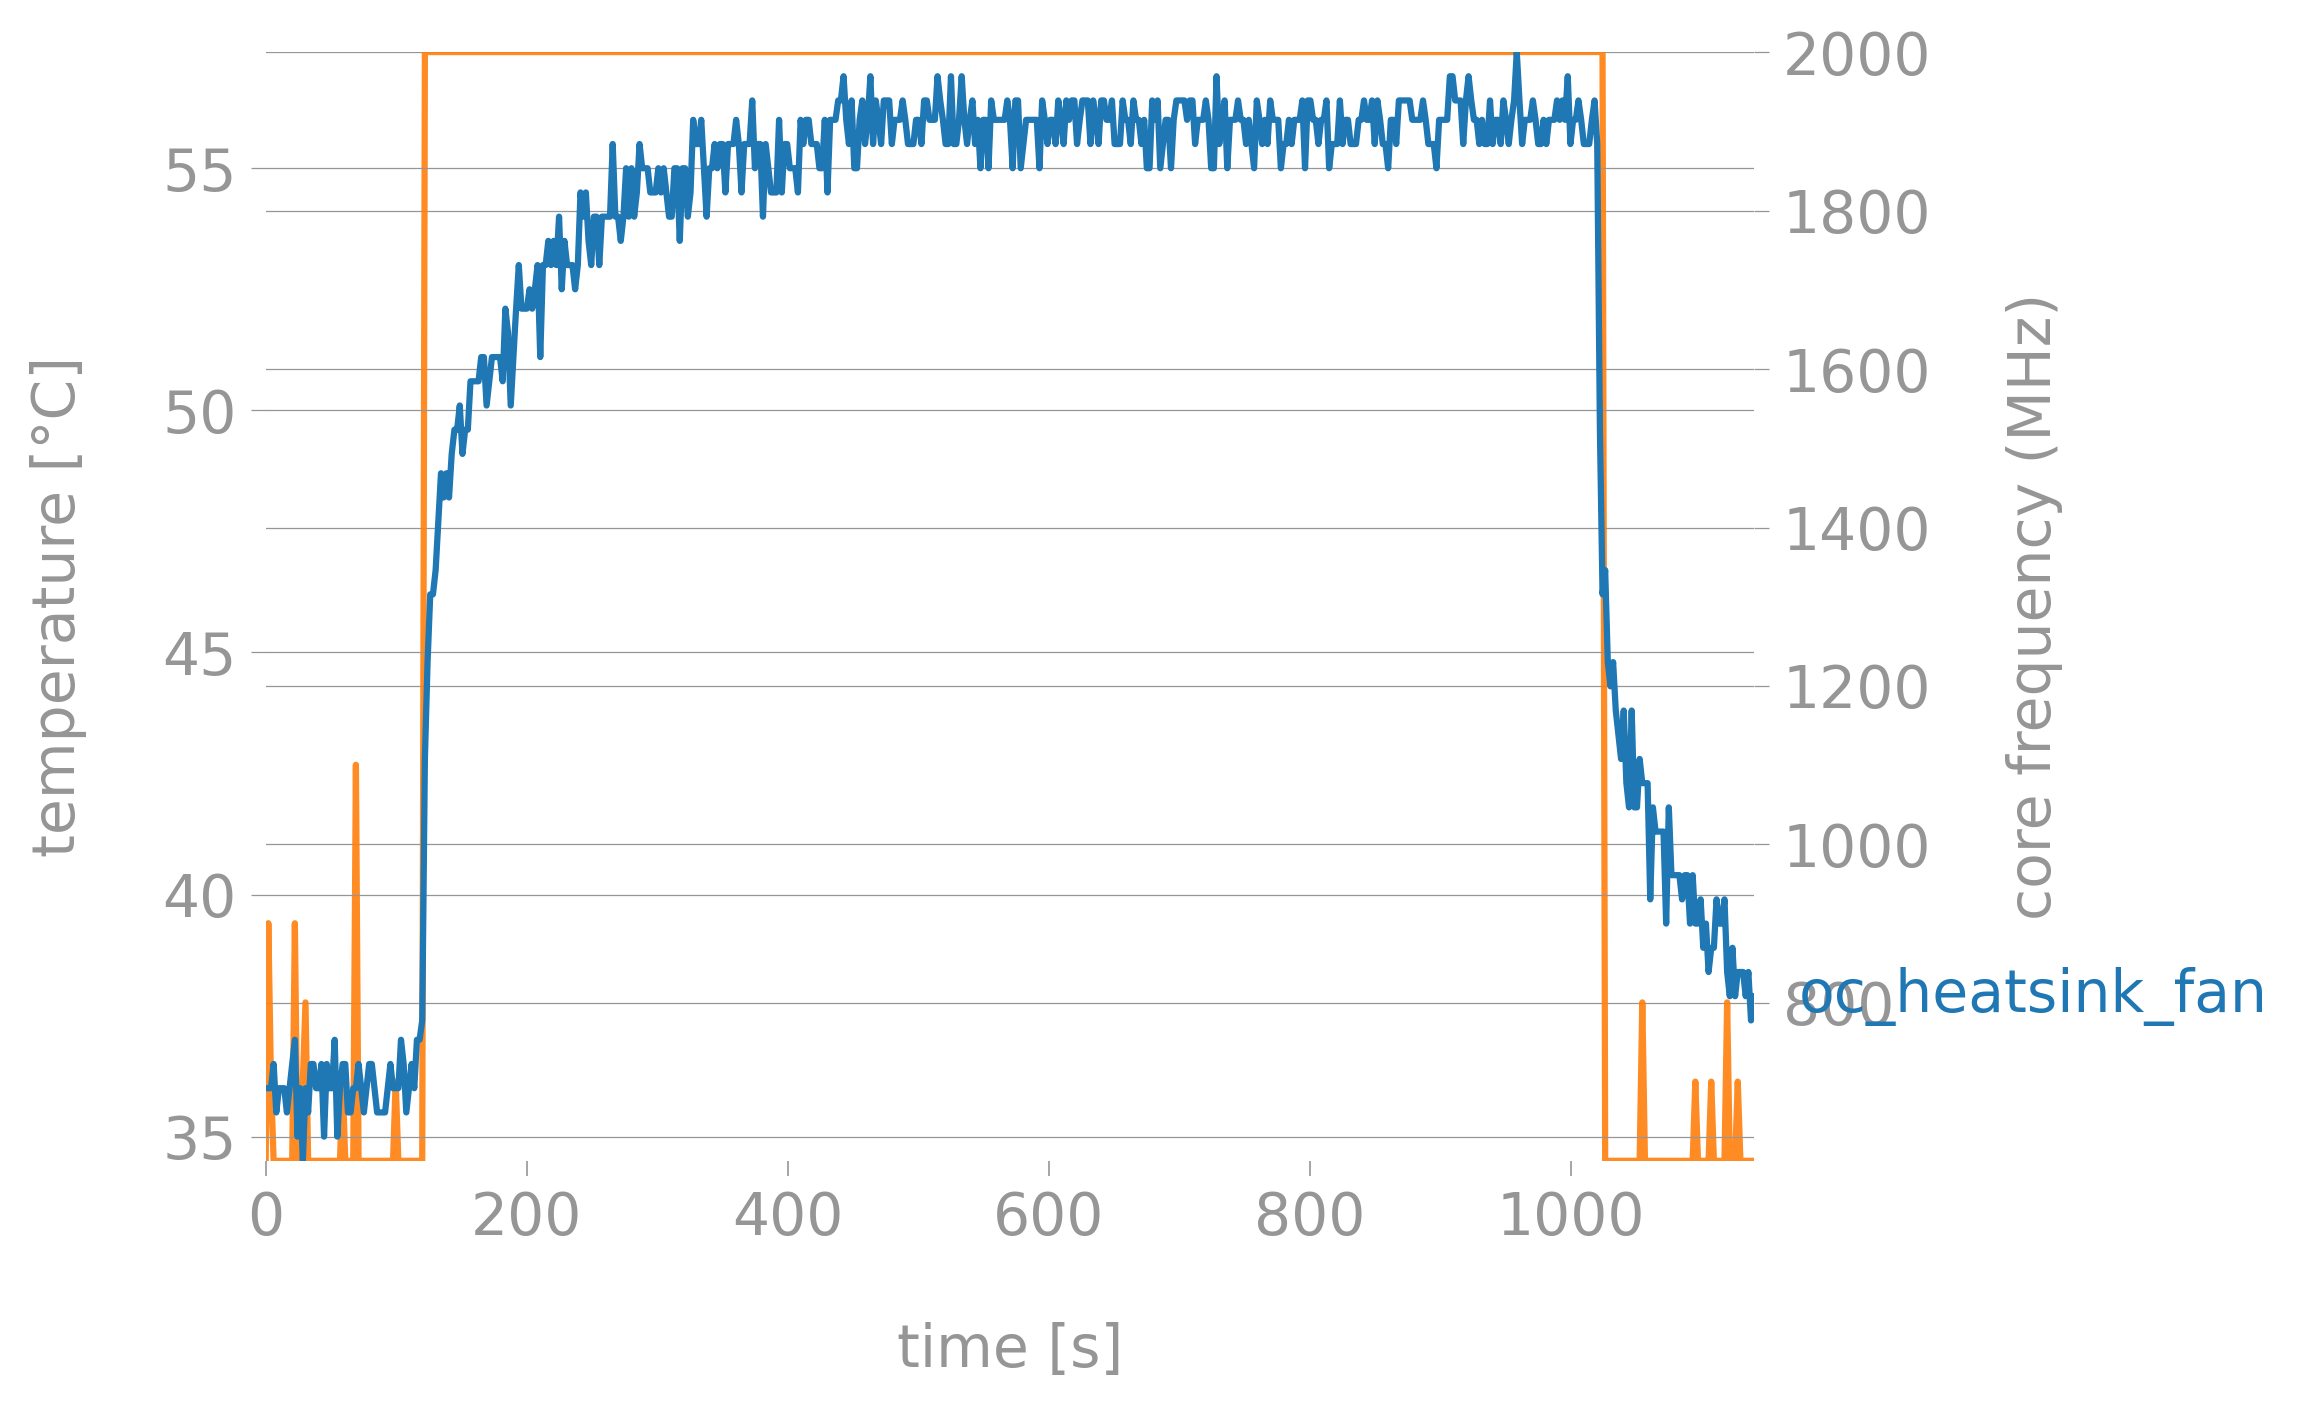 temperature [°C]
55
50
45
40
35
0 200 400 600 800 1000
time [s]
2000
1800
1600
1400
1200
1000
800
core frequency (MHz)
oc_heatsink_fan